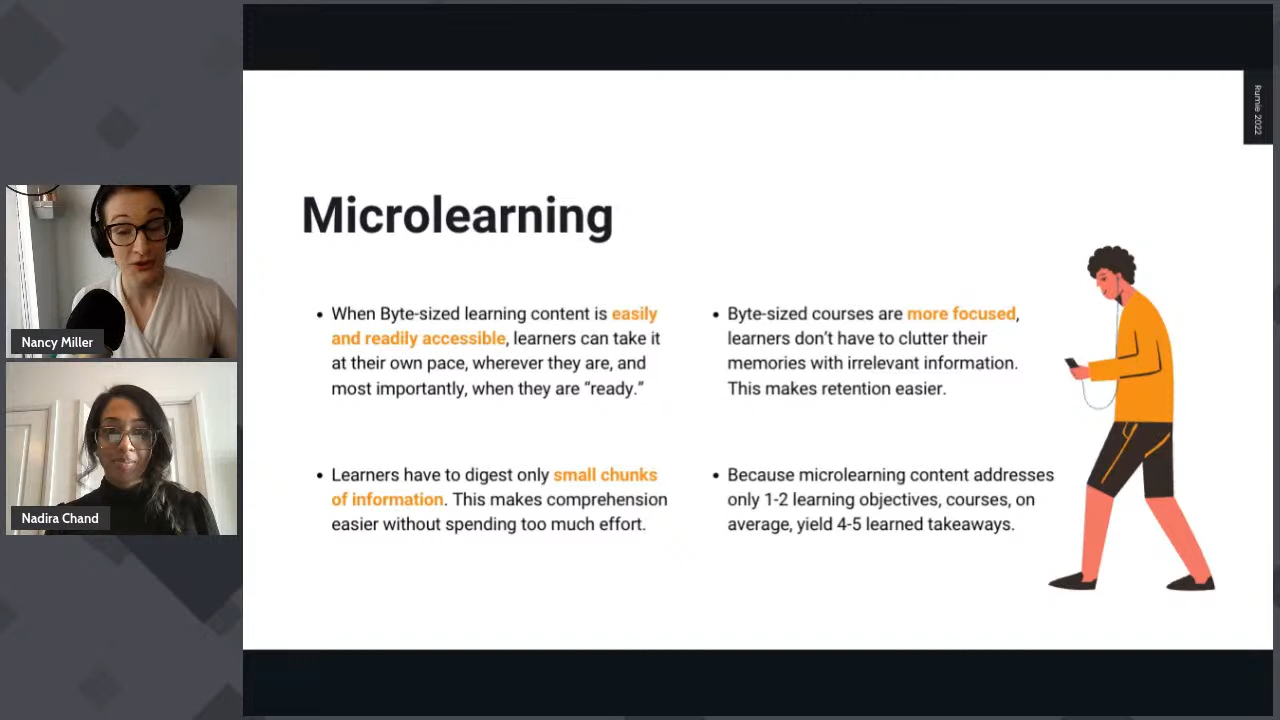 Rumie 2022
Microlearning
• When Byte-sized learning content is easily
and readily accessible, learners can take it
at their own pace, wherever they are, and
most importantly, when they are “ready.”
• Byte-sized courses are more focused,
learners don’t have to clutter their
memories with irrelevant information.
This makes retention easier.
• Learners have to digest only small chunks
of information. This makes comprehension
easier without spending too much effort.
• Because microlearning content addresses
only 1-2 learning objectives, courses, on
average, yield 4-5 learned takeaways.
Nancy Miller
Nadira Chand